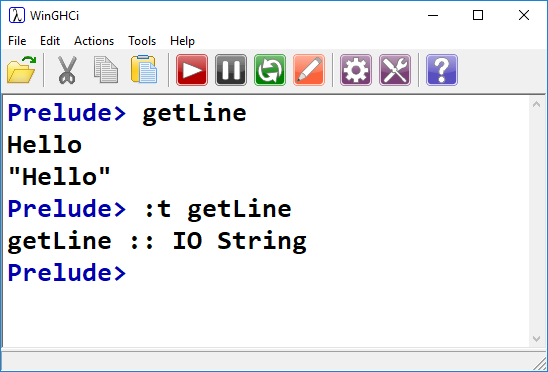 WinGHCi
File Edit Actions Tools Help
Prelude> getLine
Hello
"Hello"
Prelude> :t getLine
getLine :: IO String
Prelude>